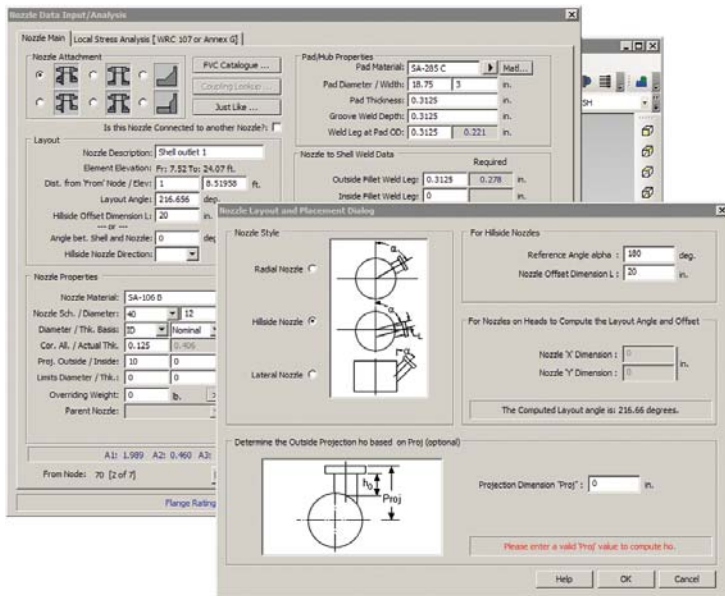 Nozzle Data Input/Analysis
Nozzle Main
Local Stress Analysis [ WRC 107 or Annex G]
Nozzle Attachment
FVC Catalogue ...
Coupling Lookup ...
Just Like ...
Is this Nozzle Connected to another Nozzle?:
Layout
Nozzle Description: Shell outlet 1
Element Elevation: Fr: 7.52 To: 24.07 ft.
Dist. from 'From' Node / Elev: 1 8.51958 ft.
Layout Angle: 216.656 deg.
Hillside Offset Dimension L: 20 in.
--- or ---
Angle bet. Shell and Nozzle: 0 deg
Hillside Nozzle Direction:
Nozzle Properties
Nozzle Material: SA-106 B
Nozzle Sch. / Diameter: 40 12
Diameter / Thk. Basis: ID Nominal
Cor. All. / Actual Thk. 0.125 0.406
Proj. Outside / Inside: 10 0
Limits Diameter / Thk.: 0 0
Overriding Weight: 0 lb. >
Parent Nozzle:
A1: 1.989 A2: 0.460 A3:
From Node: 70 [2 of 7]
Flange Rating
Pad/Hub Properties
Pad Material: SA-285 C Matl...
Pad Diameter / Width: 18.75 3 in.
Pad Thickness: 0.3125 in.
Groove Weld Depth: 0.3125 in.
Weld Leg at Pad OD: 0.3125 0.221 in.
Nozzle to Shell Weld Data
Required
Outside Fillet Weld Leg: 0.3125 0.278 in.
Inside Fillet Weld Leg: 0 in.
SH
Nozzle Layout and Placement Dialog
Nozzle Style
Radial Nozzle
Hillside Nozzle
Lateral Nozzle
α
α
L
α
For Hillside Nozzles
Reference Angle alpha : 180 deg.
Nozzle Offset Dimension L : 20 in.
For Nozzles on Heads to Compute the Layout Angle and Offset
Nozzle 'X' Dimension : 0
Nozzle 'Y' Dimension : 0
in.
The Computed Layout angle is: 216.66 degrees.
Determine the Outside Projection ho based on Proj (optional)
h0
Proj
Projection Dimension "Proj" : 0 in.
Please enter a valid 'Proj' value to compute ho.
Help OK Cancel